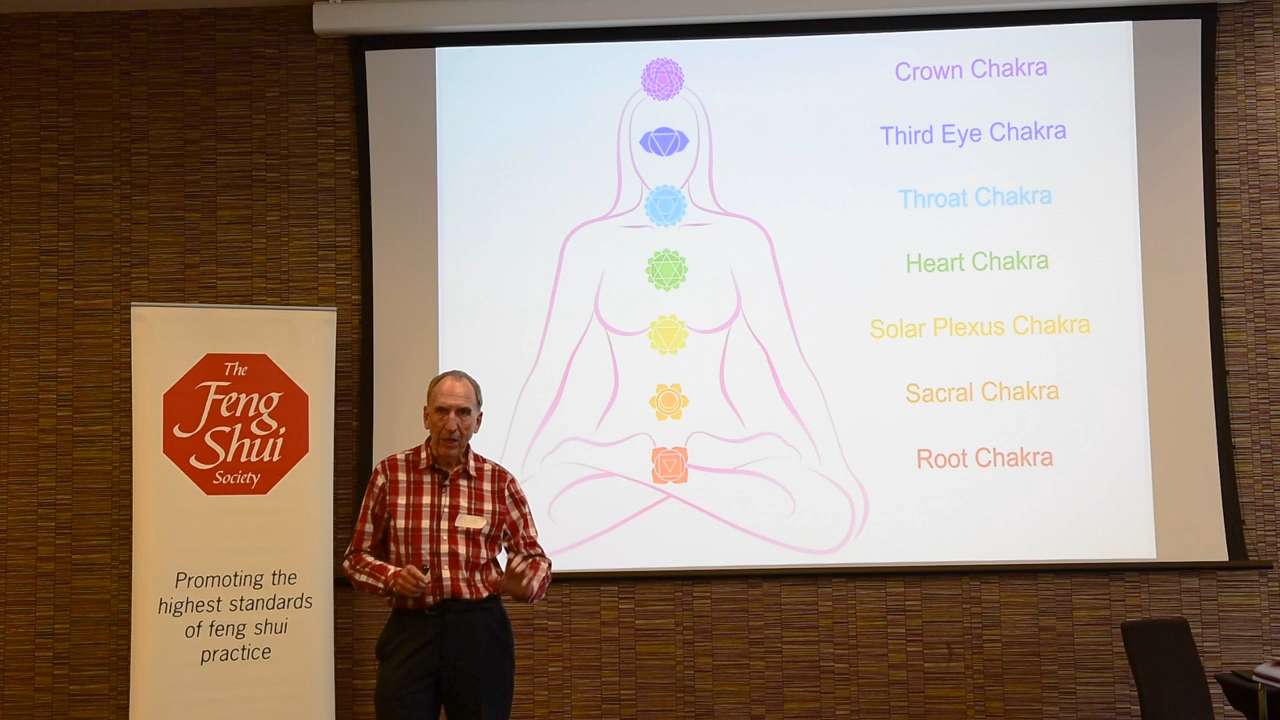 The
Feng
Shui
Society
Promoting the
highest standards
of feng shui
practice
Crown Chakra
Third Eye Chakra
Throat Chakra
Heart Chakra
Solar Plexus Chakra
Sacral Chakra
Root Chakra